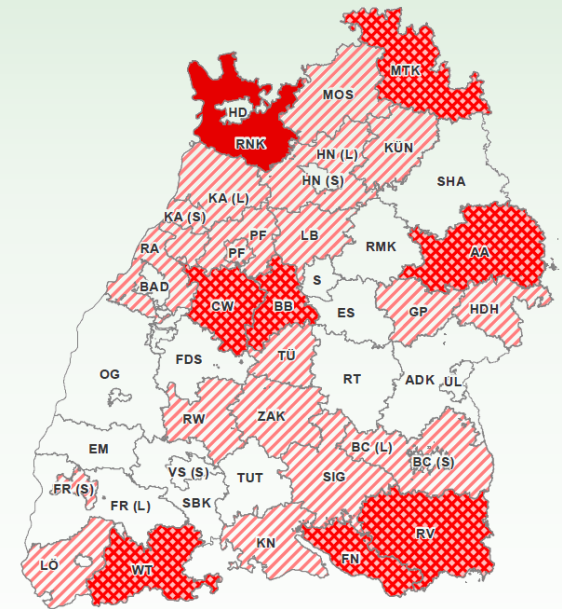 MTK
MOS
HD
RNK
HN (L)
KÜN
HN (S)
SHA
KA (L)
KA (S)
PF
LB
RA
PF
RMK
AA
BAD
CW
BB
S
ES
GP
HDH
FDS
TÜ
OG
RT
ADK
UL
RW
ZAK
EM
BC (L)
VS (S)
BC (S)
FR (S)
TUT
SIG
FR (L)
SBK
RV
KN
FN
LÖ
WT